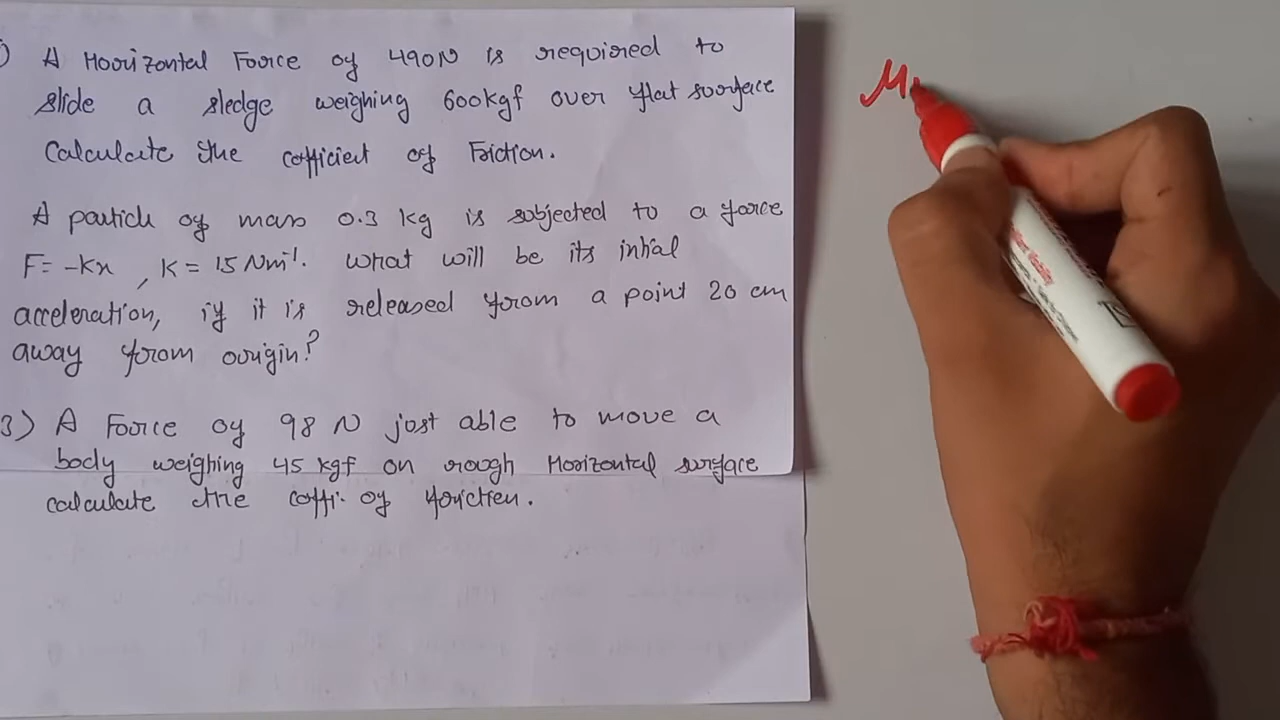 ) A Horizontal Force of 490N is required to
slide a sledge weighing 600kgf over flat surface
Calculate the cofficient of Friction.
A particle of mass 0.3 kg is subjected to a force
F = -Kx , K = 15 Nm⁻¹. What will be its intial
acceleration, if it is released from a point 20 cm
away from origin?
3) A Force of 98 N just able to move a
body weighing 45 kgf on rough Horizontal surface
calculate the coffi. of friction.
M